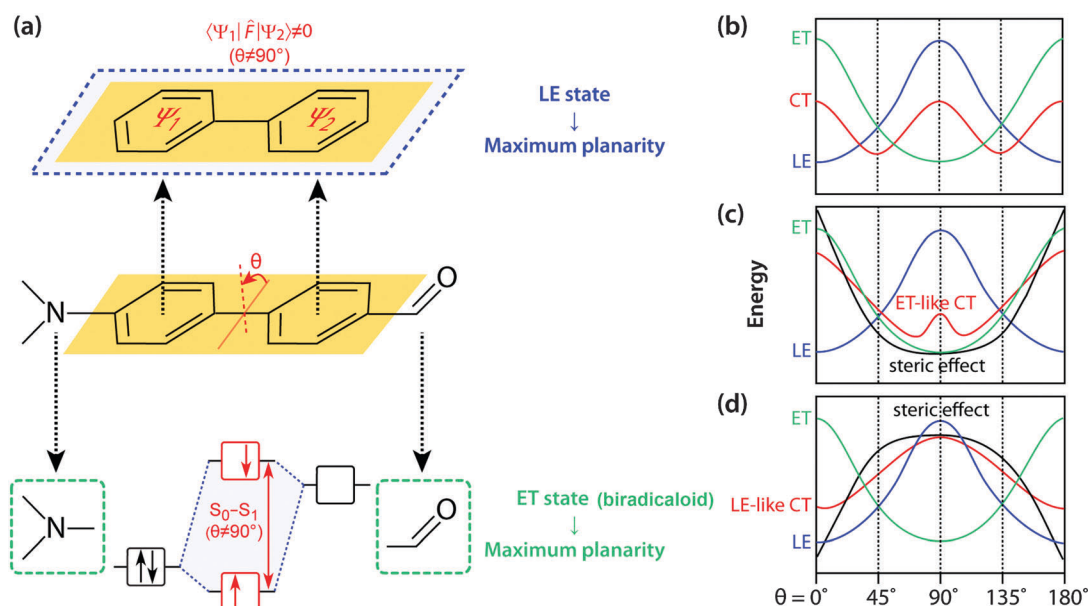 (a)
⟨Ψ₁|F̂|Ψ₂⟩≠0
(θ≠90°)
Ψ₁
Ψ₂
LE state
↓
Maximum planarity
θ
N
O
S₀–S₁
(θ≠90°)
N
O
ET state (biradicaloid)
↓
Maximum planarity
(b)
ET
CT
LE
(c)
ET
ET-like CT
LE
steric effect
Energy
(d)
steric effect
ET
LE-like CT
LE
θ = 0° 45° 90° 135° 180°